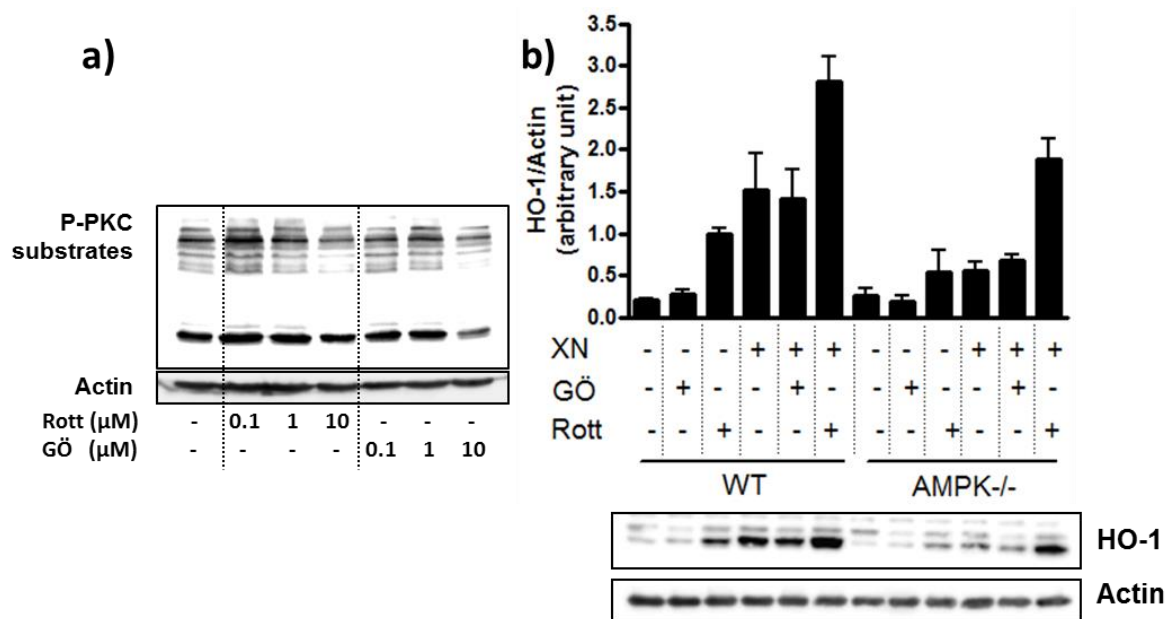 a)
P-PKC
substrates
Actin
Rott (µM) - 0.1 1 10 - - -
GÖ (µM) - - - - 0.1 1 10
b)
HO-1/Actin
(arbitrary unit)
3.5
3.0
2.5
2.0
1.5
1.0
0.5
0.0
XN - - - + + + - - - + + +
GÖ - + - - + - - + - - + -
Rott - - + - - + - - + - - +
WT AMPK-/-
HO-1
Actin